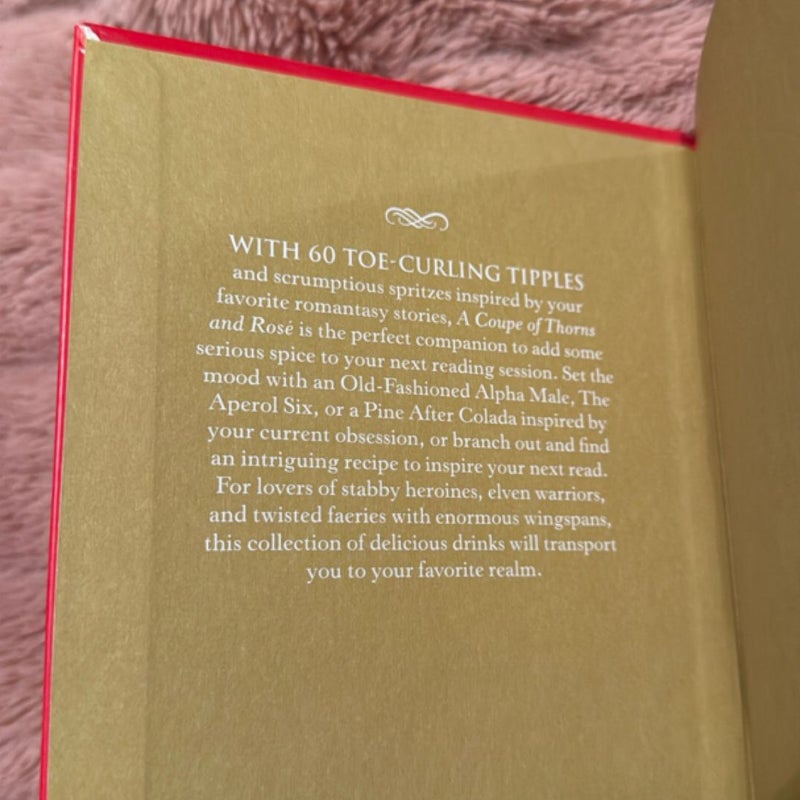 WITH 60 TOE-CURLING TIPPLES
and scrumptious spritzes inspired by your
favorite romantasy stories, A Coupe of Thorns
and Rosé is the perfect companion to add some
serious spice to your next reading session. Set the
mood with an Old-Fashioned Alpha Male, The
Aperol Six, or a Pine After Colada inspired by
your current obsession, or branch out and find
an intriguing recipe to inspire your next read.
For lovers of stabby heroines, elven warriors,
and twisted faeries with enormous wingspans,
this collection of delicious drinks will transport
you to your favorite realm.